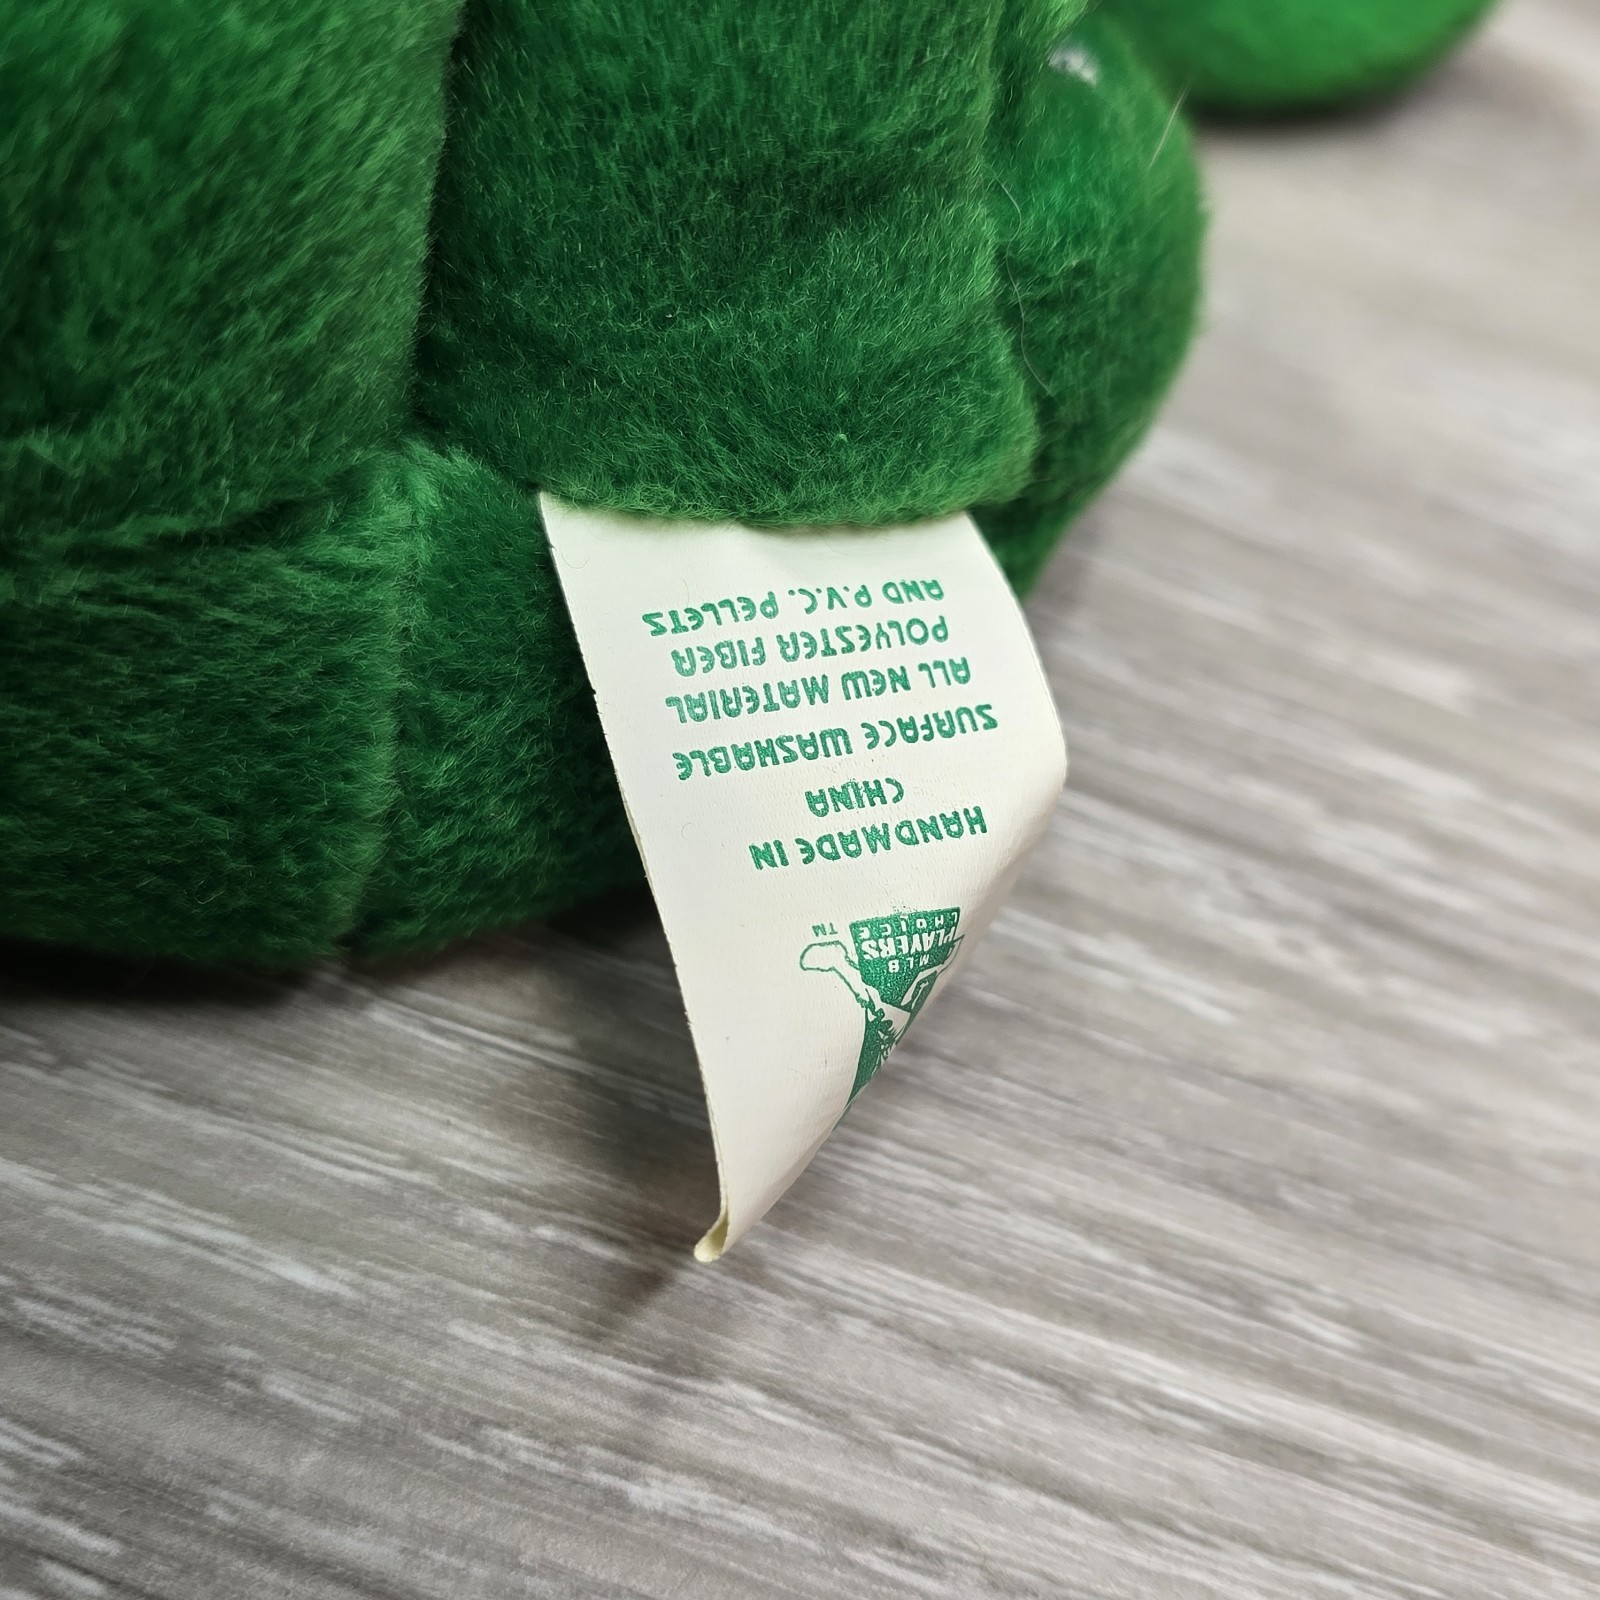 MLB
PLAYERS
CHOICE
TM
HANDMADE IN
CHINA
SURFACE WASHABLE
ALL NEW MATERIAL
POLYESTER FIBER
AND P.V.C. PELLETS